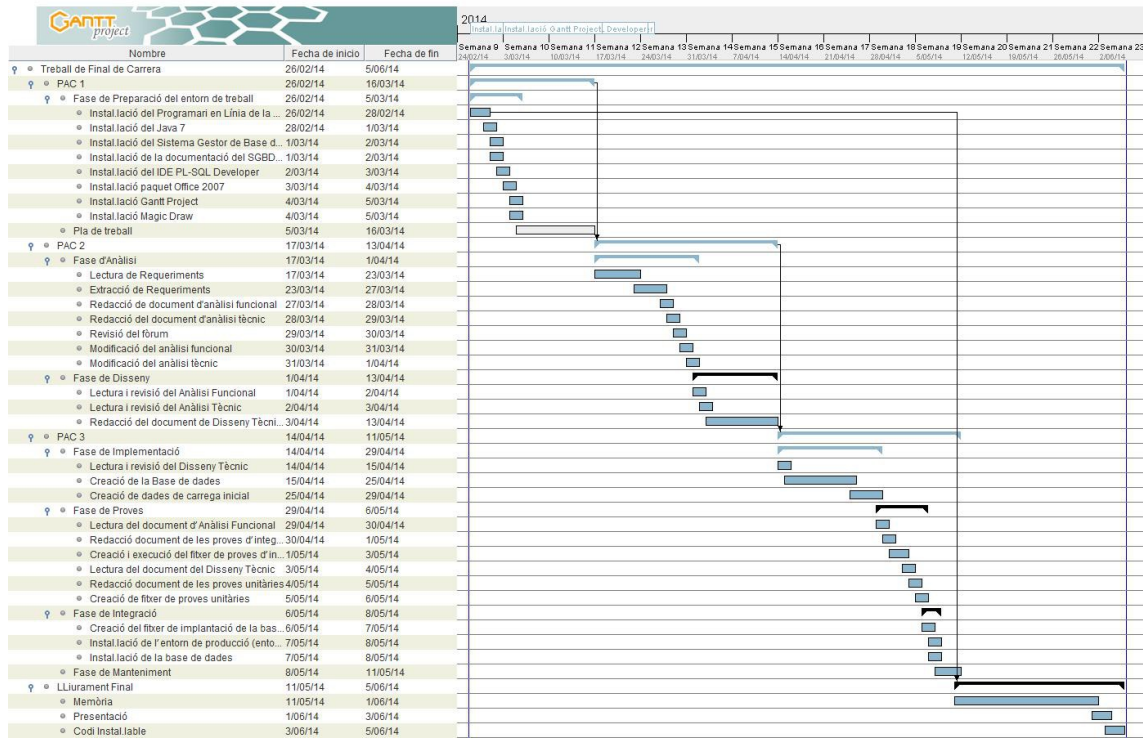 GANTT project
2014
Instal.la Instal.lació Gantt Project, Developer
Nombre Fecha de inicio Fecha de fin
Semana 9 Semana 10 Semana 11 Semana 12 Semana 13 Semana 14 Semana 15 Semana 16 Semana 17 Semana 18 Semana 19 Semana 20 Semana 21 Semana 22 Semana 23
24/02/14 3/03/14 10/03/14 17/03/14 24/03/14 31/03/14 7/04/14 14/04/14 21/04/14 28/04/14 5/05/14 12/05/14 19/05/14 26/05/14 2/06/14
Treball de Final de Carrera 26/02/14 5/06/14
PAC 1 26/02/14 16/03/14
Fase de Preparació del entorn de treball 26/02/14 5/03/14
Instal.lació del Programari en Línia de la ... 26/02/14 28/02/14
Instal.lació del Java 7 28/02/14 1/03/14
Instal.lació del Sistema Gestor de Base d... 1/03/14 2/03/14
Instal.lació de la documentació del SGBD... 1/03/14 2/03/14
Instal.lació del IDE PL-SQL Developer 2/03/14 3/03/14
Instal.lació paquet Office 2007 3/03/14 4/03/14
Instal.lació Gantt Project 4/03/14 5/03/14
Instal.lació Magic Draw 4/03/14 5/03/14
Pla de treball 5/03/14 16/03/14
PAC 2 17/03/14 13/04/14
Fase d'Anàlisi 17/03/14 1/04/14
Lectura de Requeriments 17/03/14 23/03/14
Extracció de Requeriments 23/03/14 27/03/14
Redacció de document d'anàlisi funcional 27/03/14 28/03/14
Redacció del document d'anàlisi tècnic 28/03/14 29/03/14
Revisió del fòrum 29/03/14 30/03/14
Modificació del anàlisi funcional 30/03/14 31/03/14
Modificació del anàlisi tècnic 31/03/14 1/04/14
Fase de Disseny 1/04/14 13/04/14
Lectura i revisió del Anàlisi Funcional 1/04/14 2/04/14
Lectura i revisió del Anàlisi Tècnic 2/04/14 3/04/14
Redacció del document de Disseny Tècni... 3/04/14 13/04/14
PAC 3 14/04/14 11/05/14
Fase de Implementació 14/04/14 29/04/14
Lectura i revisió del Disseny Tècnic 14/04/14 15/04/14
Creació de la Base de dades 15/04/14 25/04/14
Creació de dades de carrega inicial 25/04/14 29/04/14
Fase de Proves 29/04/14 6/05/14
Lectura del document d'Anàlisi Funcional 29/04/14 30/04/14
Redacció document de les proves d'integ... 30/04/14 1/05/14
Creació i execució del fitxer de proves d'in... 1/05/14 3/05/14
Lectura del document del Disseny Tècnic 3/05/14 4/05/14
Redacció document de les proves unitàries 4/05/14 5/05/14
Creació de fitxer de proves unitàries 5/05/14 6/05/14
Fase de Integració 6/05/14 8/05/14
Creació del fitxer de implantació de la bas... 6/05/14 7/05/14
Instal.lació de l'entorn de producció (ento... 7/05/14 8/05/14
Instal.lació de la base de dades 7/05/14 8/05/14
Fase de Manteniment 8/05/14 11/05/14
LLiurament Final 11/05/14 5/06/14
Memòria 11/05/14 1/06/14
Presentació 1/06/14 3/06/14
Codi Instal.lable 3/06/14 5/06/14